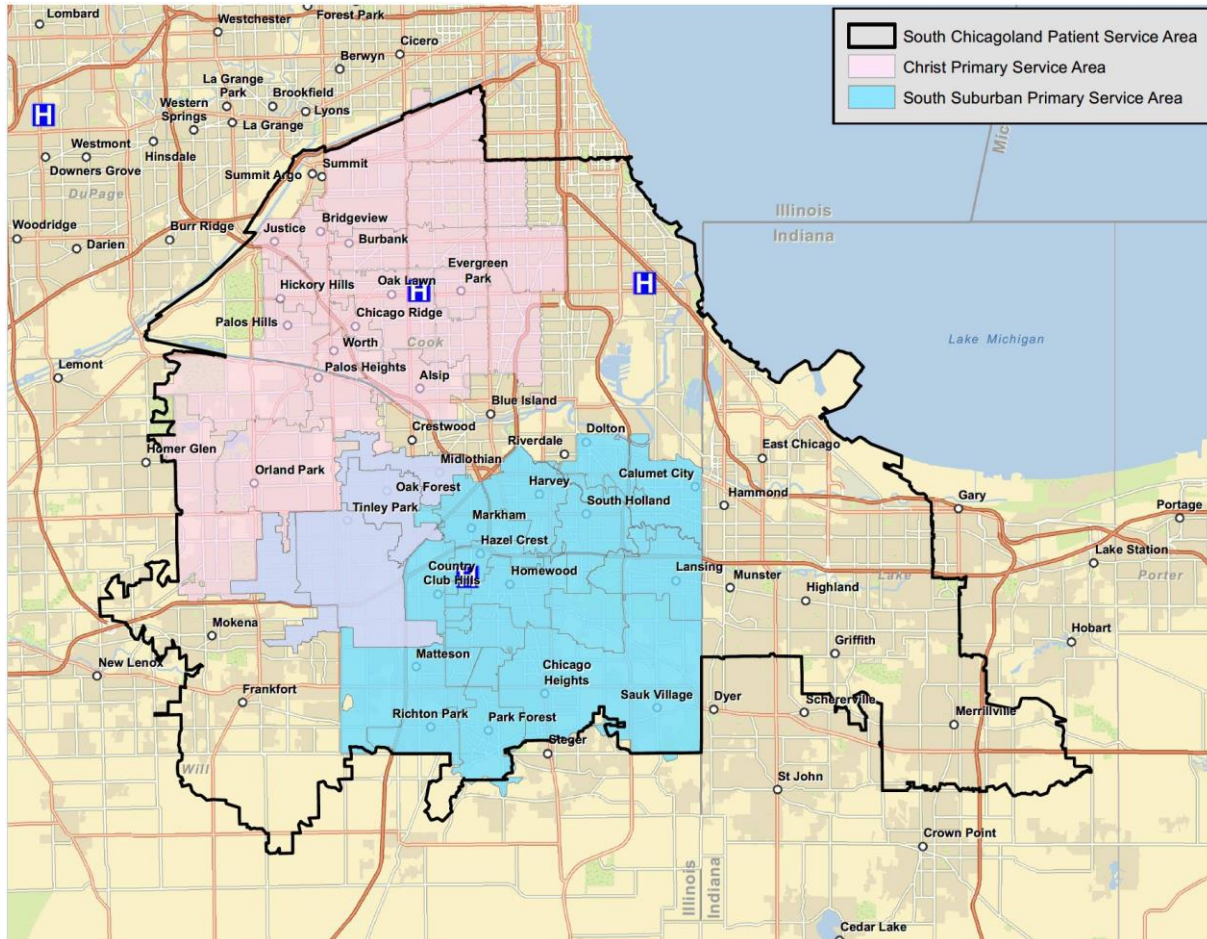 Lombard
Westchester
Forest Park
Cicero
Berwyn
La Grange
Park
Brookfield
Western
Springs
Lyons
La Grange
Westmont
Hinsdale
Downers Grove
DuPage
Summit
Summit Argo
Woodridge
Darien
Burr Ridge
Justice
Bridgeview
Burbank
Evergreen
Park
Hickory Hills
Oak Lawn
H
H
H
Palos Hills
Chicago Ridge
Cook
Worth
Lemont
Palos Heights
Alsip
Blue Island
Crestwood
Riverdale
Dolton
Homer Glen
Midlothian
Calumet City
East Chicago
Orland Park
Oak Forest
Harvey
South Holland
Hammond
Gary
Portage
Tinley Park
Markham
Hazel Crest
Lake Station
Country
Club Hills
Homewood
Lansing
Munster
Lake
Porter
Highland
Mokena
Griffith
Hobart
New Lenox
Matteson
Chicago
Heights
Frankfort
Sauk Village
Dyer
Schererville
Merrillville
Richton Park
Park Forest
Steger
Will
St John
Crown Point
Cedar Lake
Illinois
Indiana
Illinois
Indiana
Lake Michigan
Mic
South Chicagoland Patient Service Area
Christ Primary Service Area
South Suburban Primary Service Area